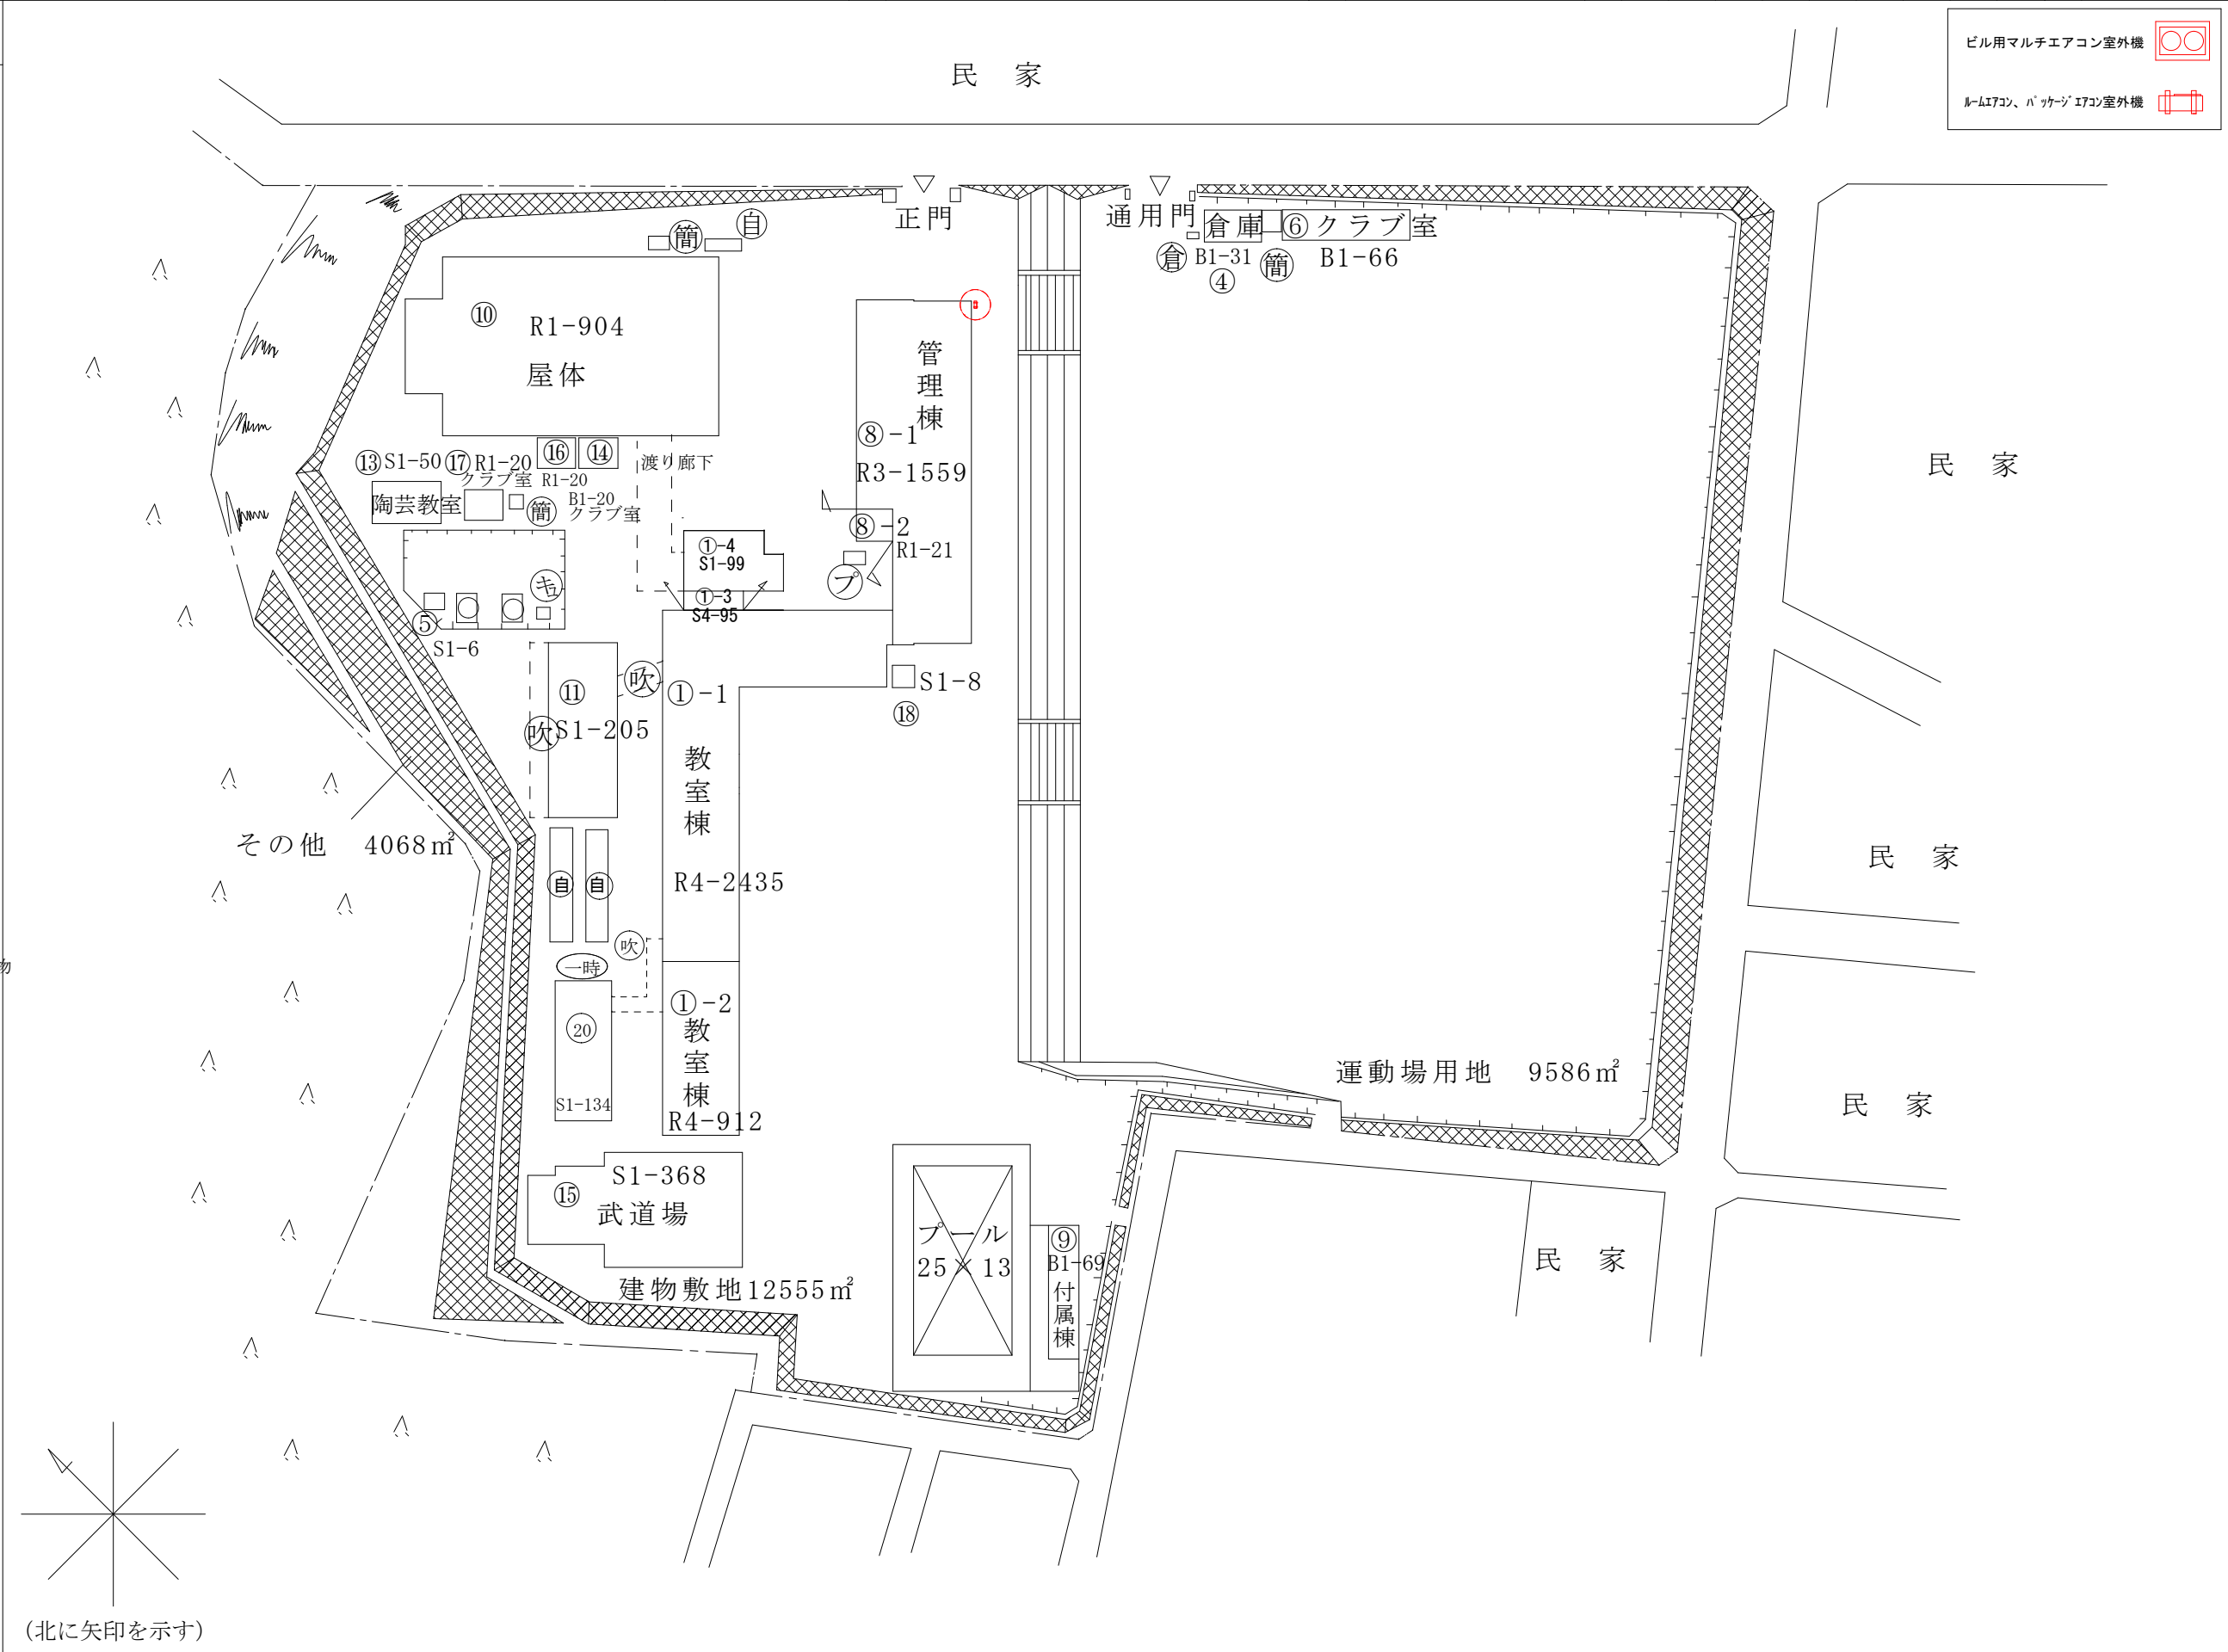 民　家
ビル用マルチエアコン室外機
ルームエアコン、パッケージエアコン室外機
正門
通用門
倉庫
⑥クラブ室
簡
自
倉
B1-31
④
簡
B1-66
⑩
R1-904
屋体
管理棟
⑧-1
R3-1559
⑧-2
R1-21
プ
⑬S1-50
⑰R1-20
クラブ室
⑯
R1-20
⑭
渡り廊下
陶芸教室
簡
B1-20
クラブ室
①-4
S1-99
①-3
S4-95
⑤
S1-6
吹
⑪
吹
S1-205
①-1
教室棟
R4-2435
S1-8
⑱
民　家
その他　4068㎡
自
自
吹
一時
⑳
S1-134
①-2
教室棟
R4-912
運動場用地　9586㎡
民　家
民　家
民　家
⑮
S1-368
武道場
建物敷地12555㎡
プール
25×13
⑨
B1-69
付属棟
物
(北に矢印を示す)